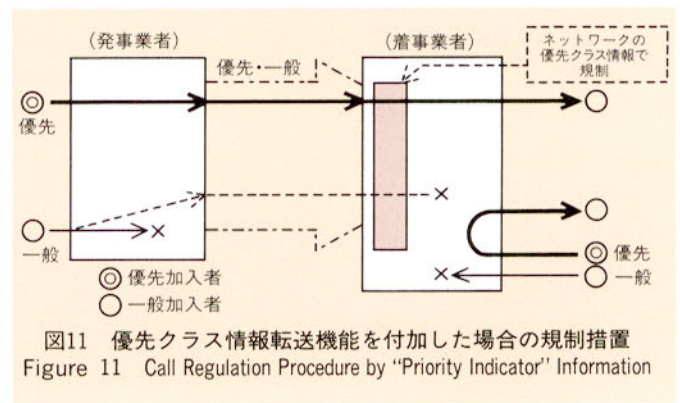 (発事業者)
(着事業者)
ネットワークの
優先クラス情報で
規制
優先・一般
優先
一般
優先
一般
優先加入者
一般加入者
図11 優先クラス情報転送機能を付加した場合の規制措置
Figure 11 Call Regulation Procedure by “Priority Indicator” Information